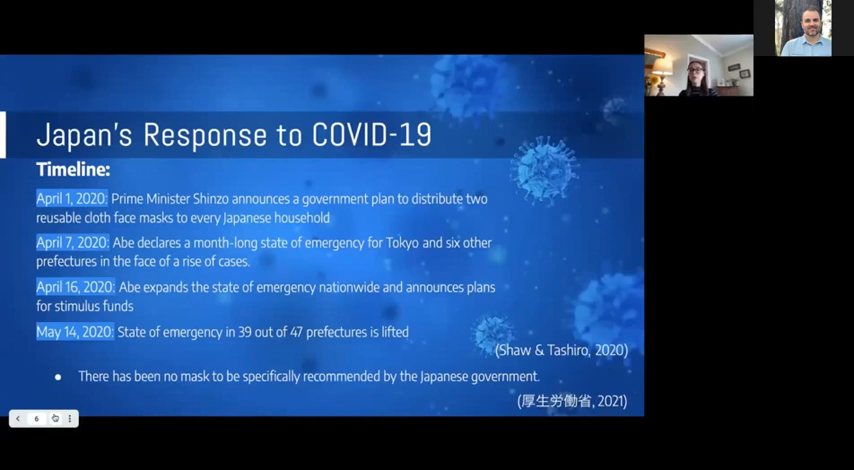 Japan's Response to COVID-19
Timeline:
April 1, 2020: Prime Minister Shinzo announces a government plan to distribute two
reusable cloth face masks to every Japanese household
April 7, 2020: Abe declares a month-long state of emergency for Tokyo and six other
prefectures in the face of a rise of cases.
April 16, 2020: Abe expands the state of emergency nationwide and announces plans
for stimulus funds
May 14, 2020: State of emergency in 39 out of 47 prefectures is lifted
(Shaw & Tashiro, 2020)
● There has been no mask to be specifically recommended by the Japanese government.
(厚生労働省, 2021)
6